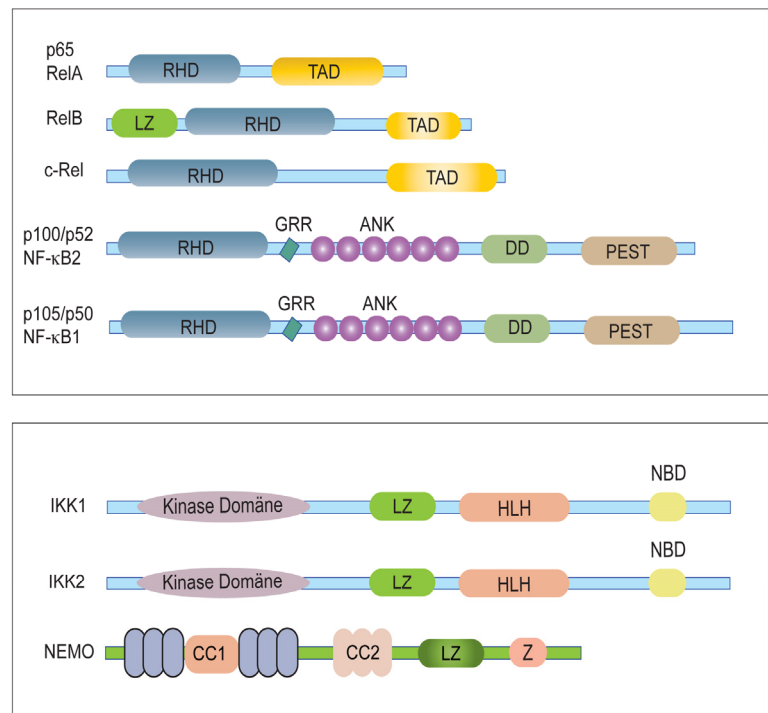 p65
RelA
RHD
TAD
RelB
LZ
RHD
TAD
c-Rel
RHD
TAD
p100/p52
NF-κB2
RHD
GRR
ANK
DD
PEST
p105/p50
NF-κB1
RHD
GRR
ANK
DD
PEST
IKK1
Kinase Domäne
LZ
HLH
NBD
IKK2
Kinase Domäne
LZ
HLH
NBD
NEMO
CC1
CC2
LZ
Z